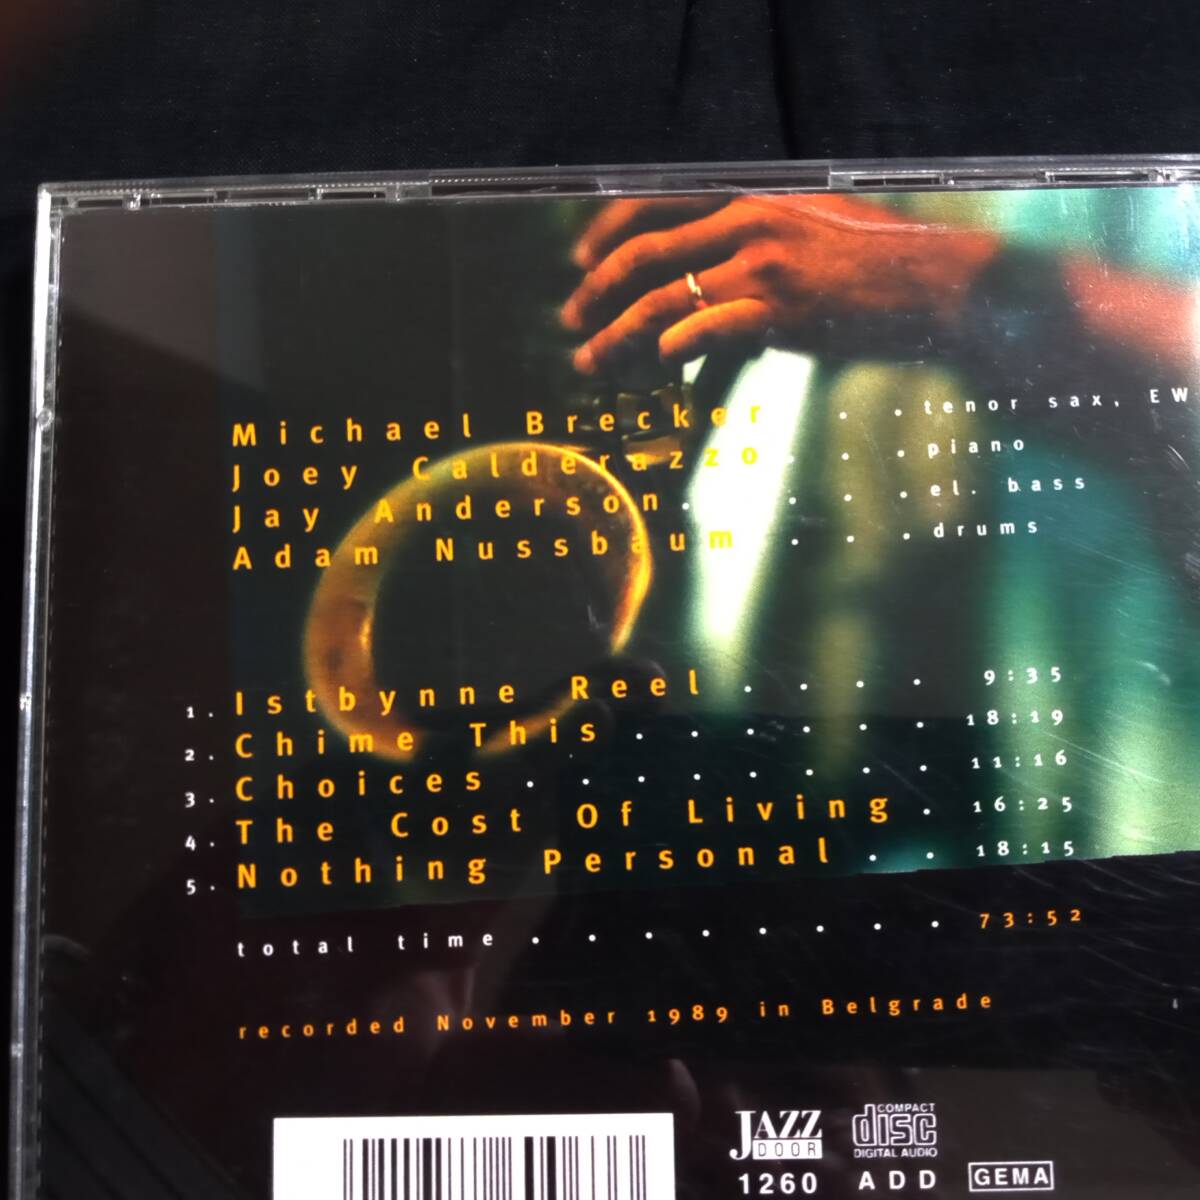 Michael Brecker . . tenor sax, EW
Joey Calderazzo . . . piano
Jay Anderson . . . . el. bass
Adam Nussbaum . . . drums
1. Istbynne Reel . . . . 9:35
2. Chime This . . . . . . 18:19
3. Choices . . . . . . . . 11:16
4. The Cost Of Living . 16:25
5. Nothing Personal . . 18:15
total time . . . . . . . . 73:52
recorded November 1989 in Belgrade
JAZZ DOOR
COMPACT disc DIGITAL AUDIO
1260 ADD GEMA